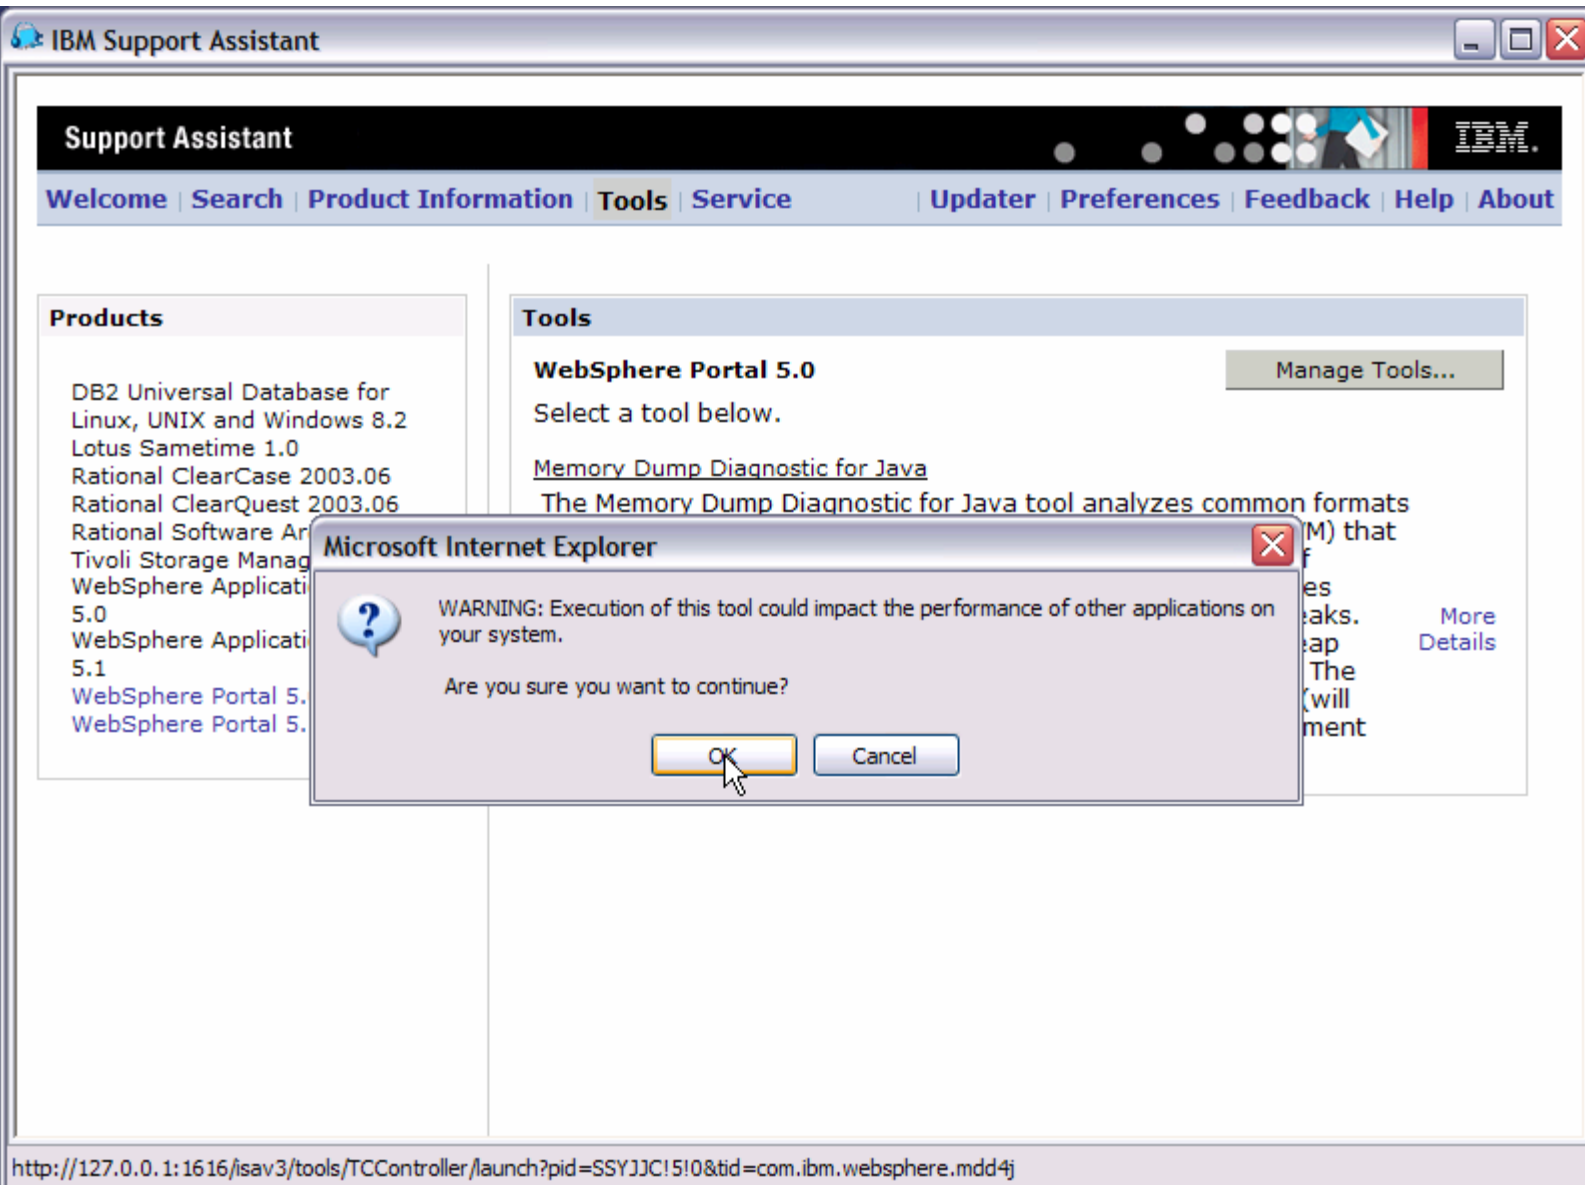 IBM Support Assistant
Support Assistant
IBM.
Welcome | Search | Product Information | Tools | Service | Updater | Preferences | Feedback | Help | About
Products
DB2 Universal Database for
Linux, UNIX and Windows 8.2
Lotus Sametime 1.0
Rational ClearCase 2003.06
Rational ClearQuest 2003.06
Rational Software Ar
Tivoli Storage Manag
WebSphere Applicati
5.0
WebSphere Applicati
5.1
WebSphere Portal 5.
WebSphere Portal 5.
Tools
WebSphere Portal 5.0
Manage Tools...
Select a tool below.
Memory Dump Diagnostic for Java
The Memory Dump Diagnostic for Java tool analyzes common formats
M) that
f
es
eaks.
eap
The
(will
ment
More
Details
Microsoft Internet Explorer
WARNING: Execution of this tool could impact the performance of other applications on
your system.
Are you sure you want to continue?
OK
Cancel
http://127.0.0.1:1616/isav3/tools/TCController/launch?pid=SSYJJC!5!0&tid=com.ibm.websphere.mdd4j